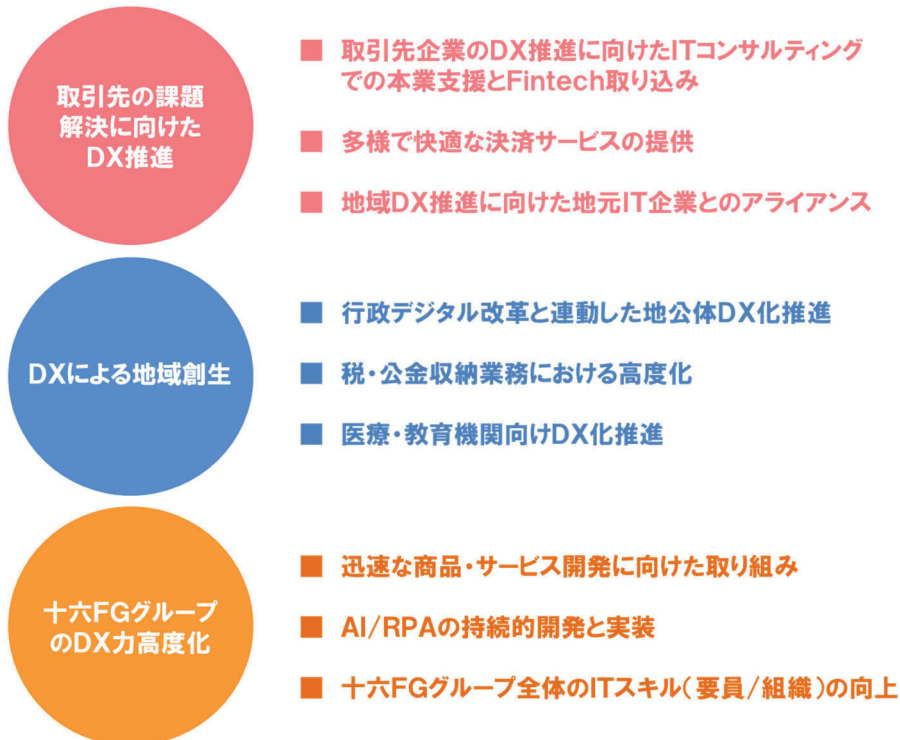 取引先の課題
解決に向けた
DX推進
■ 取引先企業のDX推進に向けたITコンサルティング
での本業支援とFintech取り込み
■ 多様で快適な決済サービスの提供
■ 地域DX推進に向けた地元IT企業とのアライアンス
DXによる地域創生
■ 行政デジタル改革と連動した地公体DX化推進
■ 税・公金収納業務における高度化
■ 医療・教育機関向けDX化推進
十六FGグループ
のDX力高度化
■ 迅速な商品・サービス開発に向けた取り組み
■ AI/RPAの持続的開発と実装
■ 十六FGグループ全体のITスキル(要員/組織)の向上